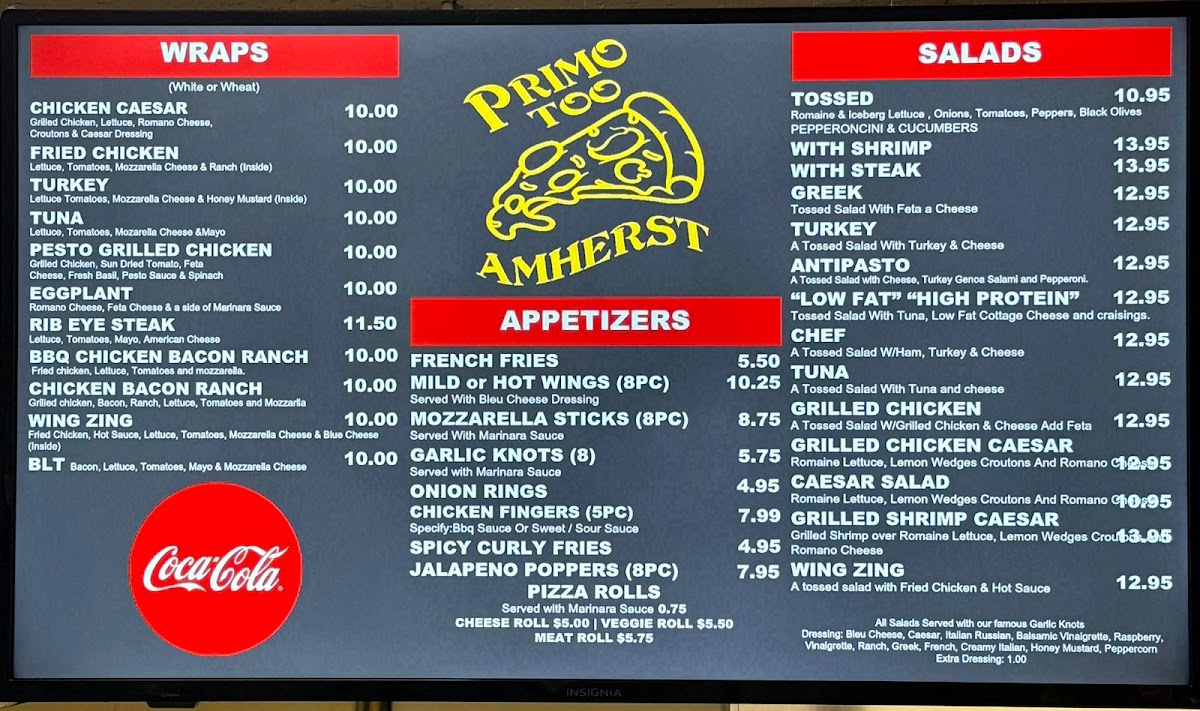 WRAPS
(White or Wheat)
CHICKEN CAESAR 10.00
Grilled Chicken, Lettuce, Romano Cheese,
Croutons & Caesar Dressing
FRIED CHICKEN 10.00
Lettuce, Tomatoes, Mozzarella Cheese & Ranch (Inside)
TURKEY 10.00
Lettuce Tomatoes, Mozzarella Cheese & Honey Mustard (Inside)
TUNA 10.00
Lettuce, Tomatoes, Mozarella Cheese &Mayo
PESTO GRILLED CHICKEN 10.00
Grilled Chicken, Sun Dried Tomato, Feta
Cheese, Fresh Basil, Pesto Sauce & Spinach
EGGPLANT 10.00
Romano Cheese, Feta Cheese & a side of Marinara Sauce
RIB EYE STEAK 11.50
Lettuce, Tomatoes, Mayo, American Cheese
BBQ CHICKEN BACON RANCH 10.00
Fried chicken, Lettuce, Tomatoes and mozzarella.
CHICKEN BACON RANCH 10.00
Grilled chicken, Bacon, Ranch, Lettuce, Tomatoes and Mozzarlla
WING ZING 10.00
Fried Chicken, Hot Sauce, Lettuce, Tomatoes, Mozzarella Cheese & Blue Cheese
(Inside)
BLT Bacon, Lettuce, Tomatoes, Mayo & Mozzarella Cheese 10.00
Coca-Cola
PRIMO
TOO
AMHERST
APPETIZERS
FRENCH FRIES 5.50
MILD or HOT WINGS (8PC) 10.25
Served With Bleu Cheese Dressing
MOZZARELLA STICKS (8PC) 8.75
Served With Marinara Sauce
GARLIC KNOTS (8) 5.75
Served with Marinara Sauce
ONION RINGS 4.95
CHICKEN FINGERS (5PC) 7.99
Specify:Bbq Sauce Or Sweet / Sour Sauce
SPICY CURLY FRIES 4.95
JALAPENO POPPERS (8PC) 7.95
PIZZA ROLLS
Served with Marinara Sauce 0.75
CHEESE ROLL $5.00 | VEGGIE ROLL $5.50
MEAT ROLL $5.75
SALADS
TOSSED 10.95
Romaine & Iceberg Lettuce , Onions, Tomatoes, Peppers, Black Olives
PEPPERONCINI & CUCUMBERS
WITH SHRIMP 13.95
WITH STEAK 13.95
GREEK 12.95
Tossed Salad With Feta a Cheese
TURKEY 12.95
A Tossed Salad With Turkey & Cheese
ANTIPASTO 12.95
A Tossed Salad with Cheese, Turkey Genoa Salami and Pepperoni.
“LOW FAT” “HIGH PROTEIN” 12.95
Tossed Salad With Tuna, Low Fat Cottage Cheese and craisings.
CHEF 12.95
A Tossed Salad W/Ham, Turkey & Cheese
TUNA 12.95
A Tossed Salad With Tuna and cheese
GRILLED CHICKEN 12.95
A Tossed Salad W/Grilled Chicken & Cheese Add Feta
GRILLED CHICKEN CAESAR
Romaine Lettuce, Lemon Wedges Croutons And Romano Cheese 12.95
CAESAR SALAD
Romaine Lettuce, Lemon Wedges Croutons And Romano Cheese 10.95
GRILLED SHRIMP CAESAR
Grilled Shrimp over Romaine Lettuce, Lemon Wedges 13.95
Romano Cheese
WING ZING 12.95
A tossed salad with Fried Chicken & Hot Sauce
All Salads Served with our famous Garlic Knots
Dressing: Bleu Cheese, Caesar, Italian Russian, Balsamic Vinaigrette, Raspberry,
Vinaigrette, Ranch, Greek, French, Creamy Italian, Honey Mustard, Peppercorn
Extra Dressing: 1.00
INSIGNIA